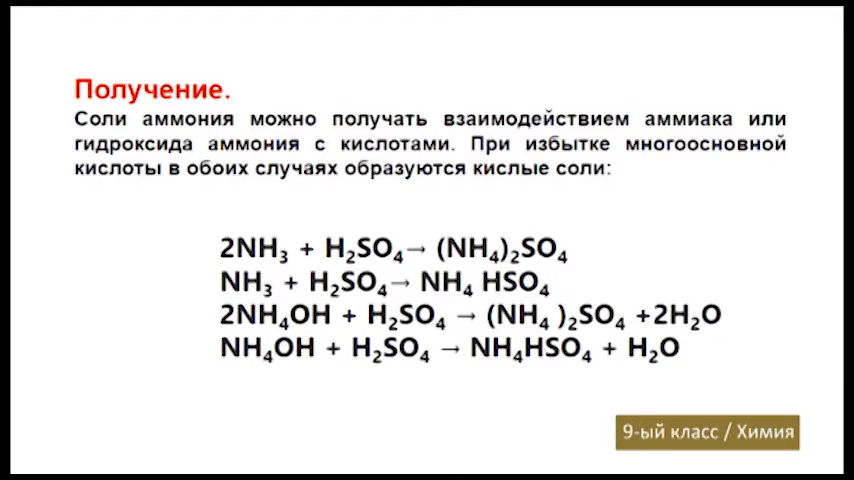 Получение.
Соли аммония можно получать взаимодействием аммиака или
гидроксида аммония с кислотами. При избытке многоосновной
кислоты в обоих случаях образуются кислые соли:
2NH₃ + H₂SO₄→ (NH₄)₂SO₄
NH₃ + H₂SO₄→ NH₄ HSO₄
2NH₄OH + H₂SO₄ → (NH₄ )₂SO₄ +2H₂O
NH₄OH + H₂SO₄ → NH₄HSO₄ + H₂O
9-ый класс / Химия